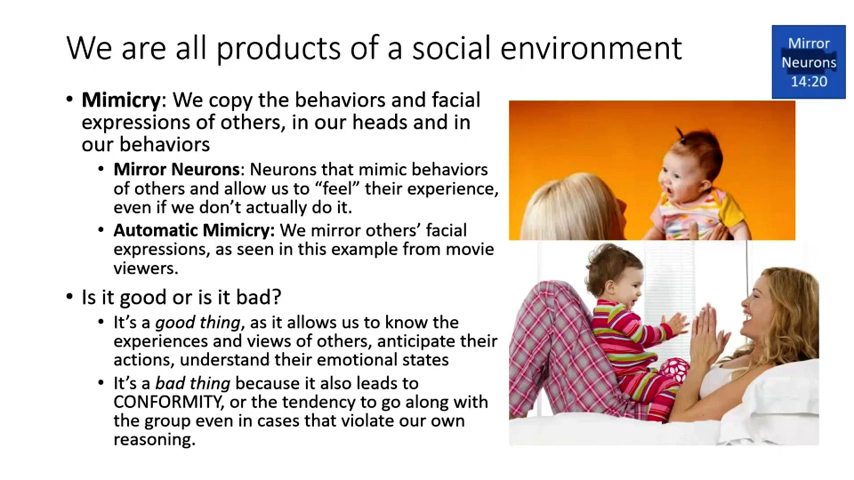 We are all products of a social environment
Mirror
Neurons
14:20
• Mimicry: We copy the behaviors and facial
expressions of others, in our heads and in
our behaviors
• Mirror Neurons: Neurons that mimic behaviors
of others and allow us to “feel” their experience,
even if we don’t actually do it.
• Automatic Mimicry: We mirror others’ facial
expressions, as seen in this example from movie
viewers.
• Is it good or is it bad?
• It’s a good thing, as it allows us to know the
experiences and views of others, anticipate their
actions, understand their emotional states
• It’s a bad thing because it also leads to
CONFORMITY, or the tendency to go along with
the group even in cases that violate our own
reasoning.